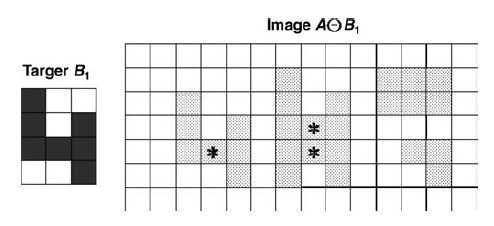 Image A⊖B₁
Targer B₁
*
* *